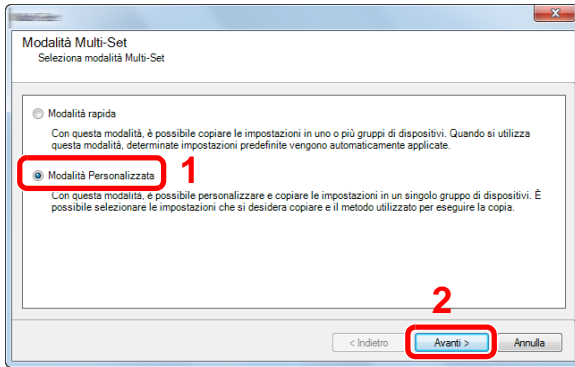 Modalità Multi-Set
Seleziona modalità Multi-Set
Modalità rapida
Con questa modalità, è possibile copiare le impostazioni in uno o più gruppi di dispositivi. Quando si utilizza
questa modalità, determinate impostazioni predefinite vengono automaticamente applicate.
1
Modalità Personalizzata
Con questa modalità, è possibile personalizzare e copiare le impostazioni in un singolo gruppo di dispositivi. È
possibile selezionare le impostazioni che si desidera copiare e il metodo utilizzato per eseguire la copia.
2
< Indietro Avanti > Annulla